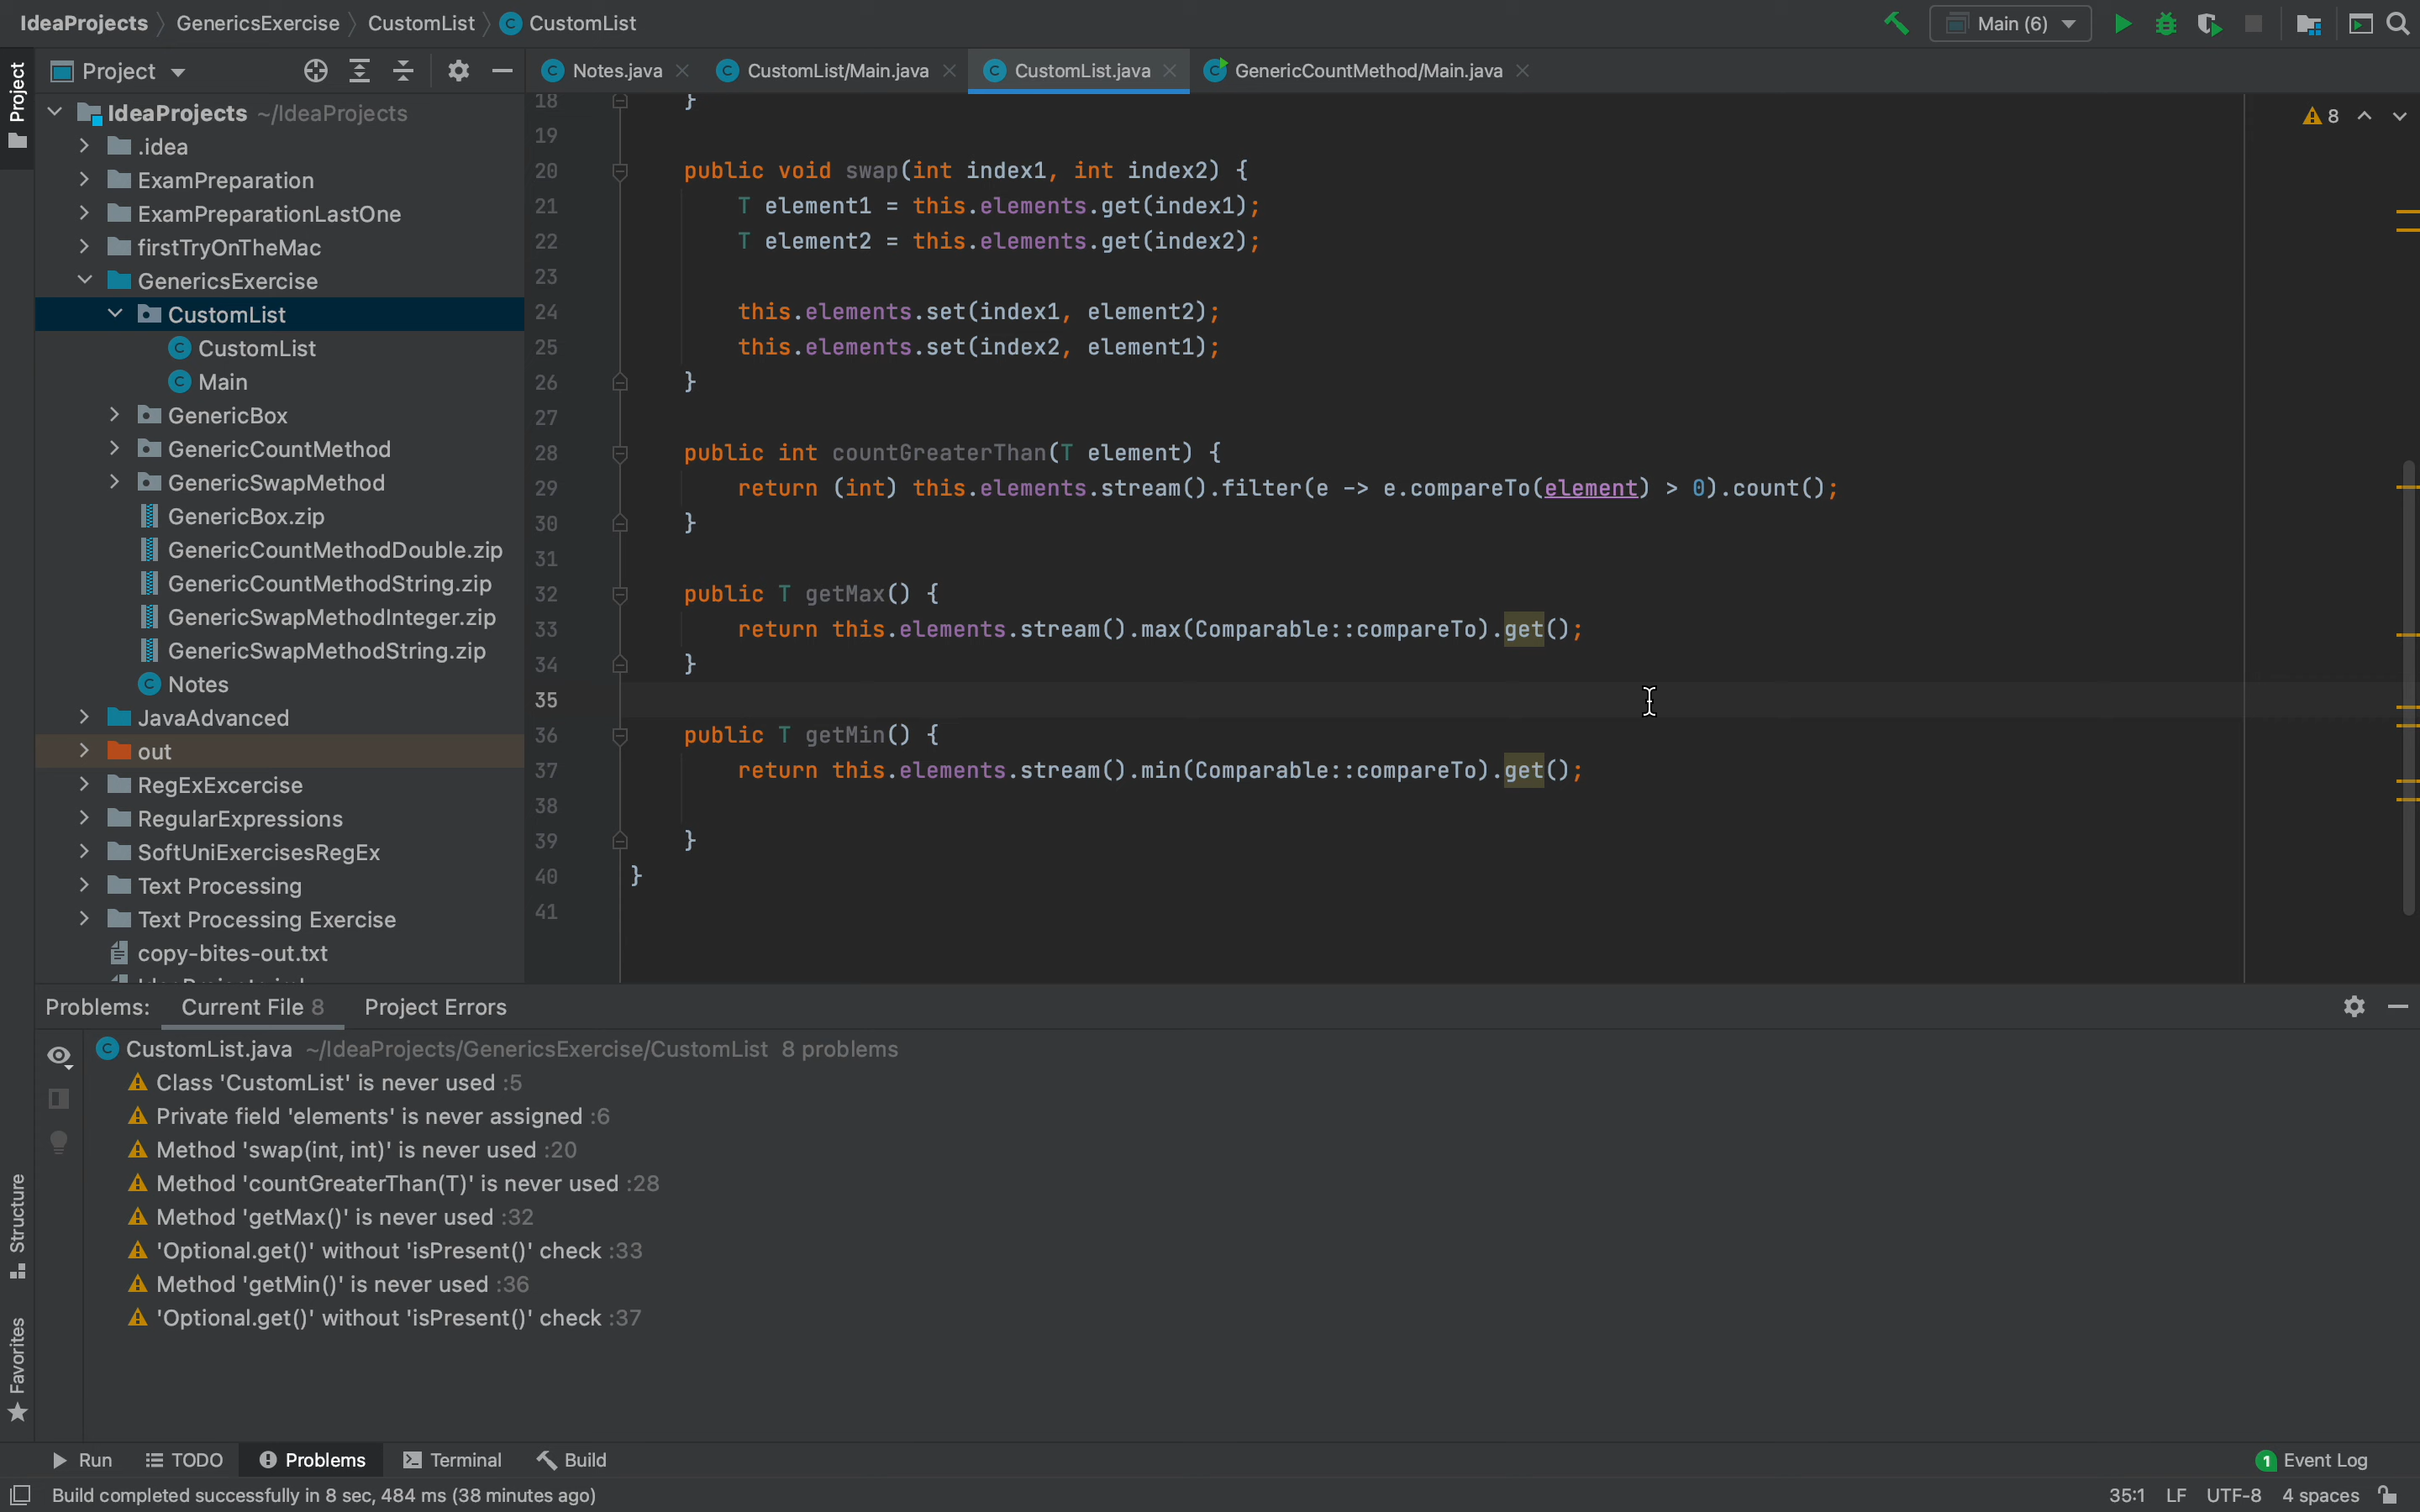 IdeaProjects GenericsExercise CustomList CustomList
Main (6)
Project
Notes.java CustomList/Main.java CustomList.java GenericCountMethod/Main.java
Project
IdeaProjects ~/IdeaProjects
.idea
ExamPreparation
ExamPreparationLastOne
firstTryOnTheMac
GenericsExercise
CustomList
CustomList
Main
GenericBox
GenericCountMethod
GenericSwapMethod
GenericBox.zip
GenericCountMethodDouble.zip
GenericCountMethodString.zip
GenericSwapMethodInteger.zip
GenericSwapMethodString.zip
Notes
JavaAdvanced
out
RegExExcercise
RegularExpressions
SoftUniExercisesRegEx
Text Processing
Text Processing Exercise
copy-bites-out.txt
8
18 }
19
20 public void swap(int index1, int index2) {
21 T element1 = this.elements.get(index1);
22 T element2 = this.elements.get(index2);
23
24 this.elements.set(index1, element2);
25 this.elements.set(index2, element1);
26 }
27
28 public int countGreaterThan(T element) {
29 return (int) this.elements.stream().filter(e -> e.compareTo(element) > 0).count();
30 }
31
32 public T getMax() {
33 return this.elements.stream().max(Comparable::compareTo).get();
34 }
35
36 public T getMin() {
37 return this.elements.stream().min(Comparable::compareTo).get();
38
39 }
40 }
41
Problems: Current File 8 Project Errors
CustomList.java ~/IdeaProjects/GenericsExercise/CustomList 8 problems
Class 'CustomList' is never used :5
Private field 'elements' is never assigned :6
Method 'swap(int, int)' is never used :20
Method 'countGreaterThan(T)' is never used :28
Method 'getMax()' is never used :32
'Optional.get()' without 'isPresent()' check :33
Method 'getMin()' is never used :36
'Optional.get()' without 'isPresent()' check :37
Structure
Favorites
Run TODO Problems Terminal Build
1 Event Log
Build completed successfully in 8 sec, 484 ms (38 minutes ago)
35:1 LF UTF-8 4 spaces